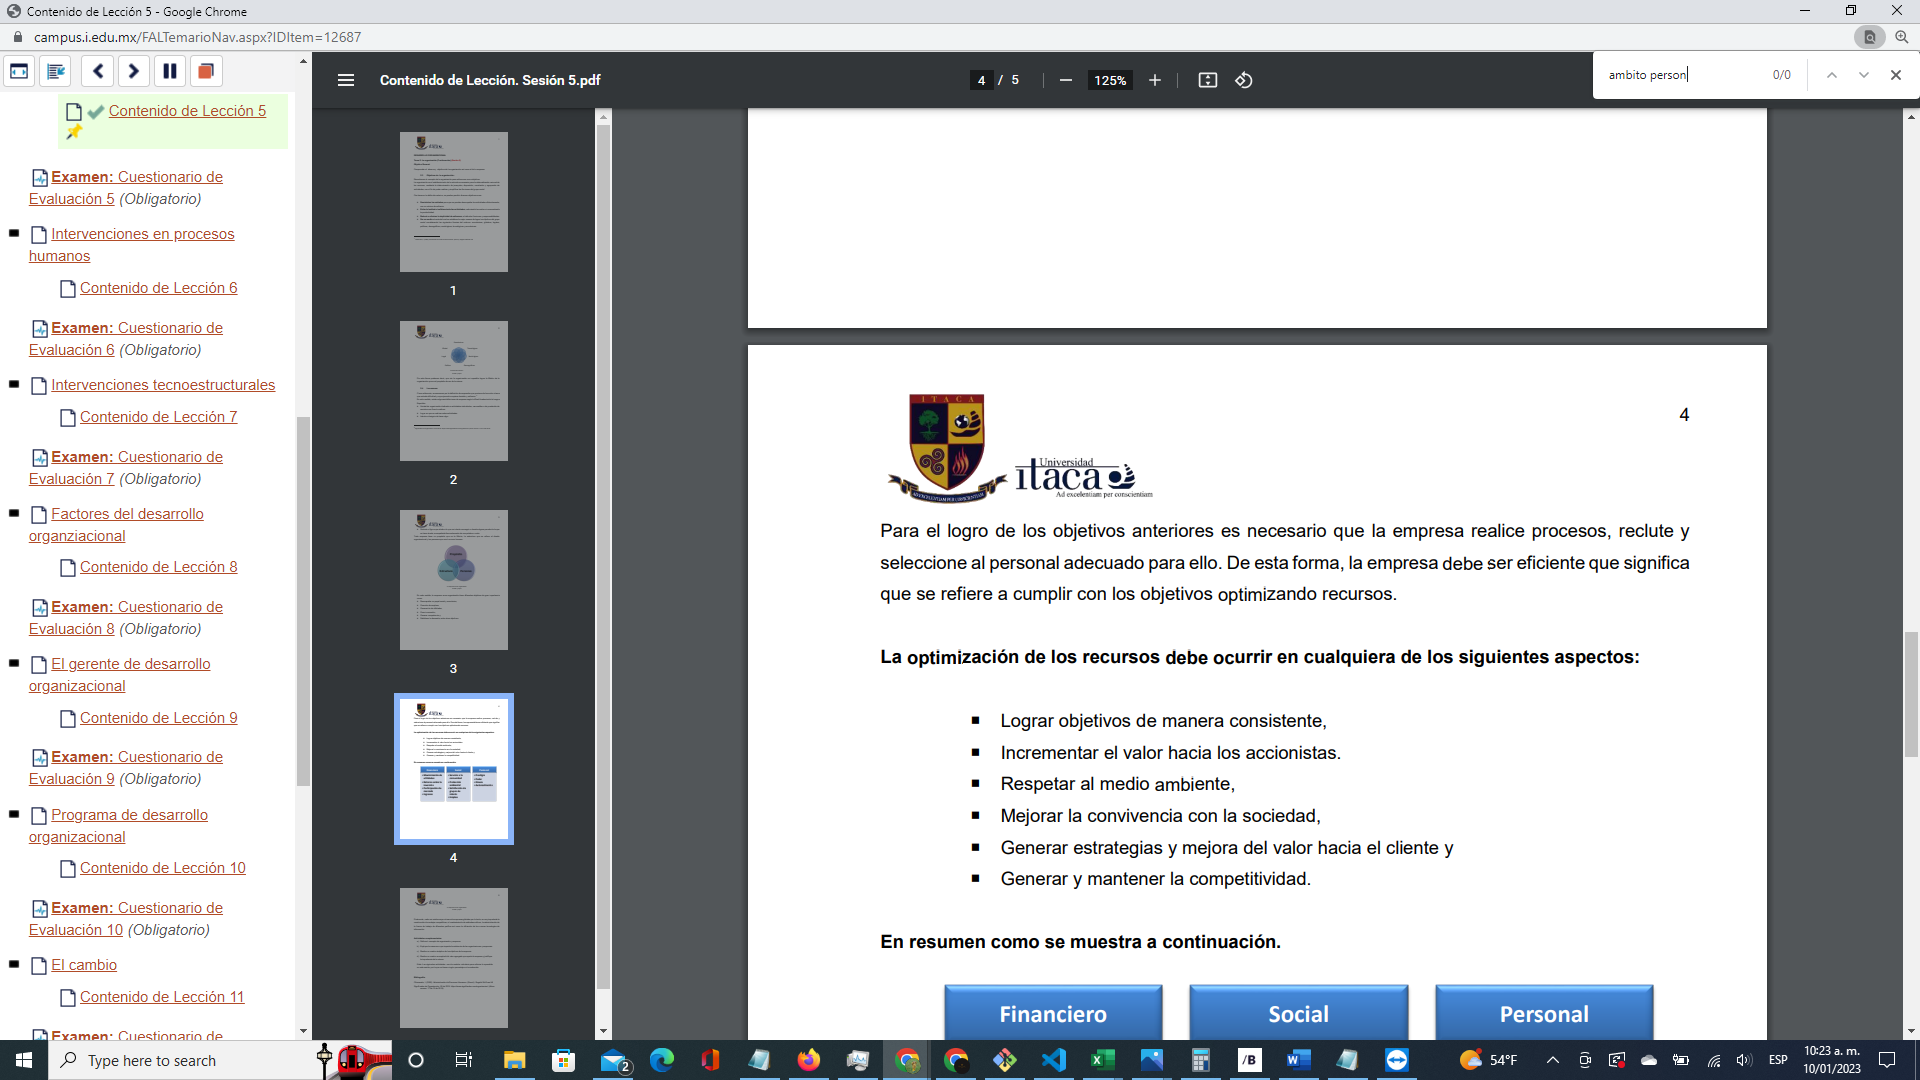 Contenido de Lección 5 - Google Chrome
campus.i.edu.mx/FALTemarioNav.aspx?IDItem=12687
Contenido de Lección 5
Examen: Cuestionario de
Evaluación 5 (Obligatorio)
Intervenciones en procesos
humanos
Contenido de Lección 6
Examen: Cuestionario de
Evaluación 6 (Obligatorio)
Intervenciones tecnoestructurales
Contenido de Lección 7
Examen: Cuestionario de
Evaluación 7 (Obligatorio)
Factores del desarrollo
organziacional
Contenido de Lección 8
Examen: Cuestionario de
Evaluación 8 (Obligatorio)
El gerente de desarrollo
organizacional
Contenido de Lección 9
Examen: Cuestionario de
Evaluación 9 (Obligatorio)
Programa de desarrollo
organizacional
Contenido de Lección 10
Examen: Cuestionario de
Evaluación 10 (Obligatorio)
El cambio
Contenido de Lección 11
Examen: Cuestionario de
Contenido de Lección. Sesión 5.pdf
4 / 5
125%
ambito person
0/0
1
2
3
4
4
ITACA
Universidad
itaca
Ad excelentiam per conscientiam
Para el logro de los objetivos anteriores es necesario que la empresa realice procesos, reclute y
seleccione al personal adecuado para ello. De esta forma, la empresa debe ser eficiente que significa
que se refiere a cumplir con los objetivos optimizando recursos.
La optimización de los recursos debe ocurrir en cualquiera de los siguientes aspectos:
▪ Lograr objetivos de manera consistente,
▪ Incrementar el valor hacia los accionistas.
▪ Respetar al medio ambiente,
▪ Mejorar la convivencia con la sociedad,
▪ Generar estrategias y mejora del valor hacia el cliente y
▪ Generar y mantener la competitividad.
En resumen como se muestra a continuación.
Financiero
Social
Personal
Type here to search
2
/B
54°F
ESP
10:23 a. m.
10/01/2023